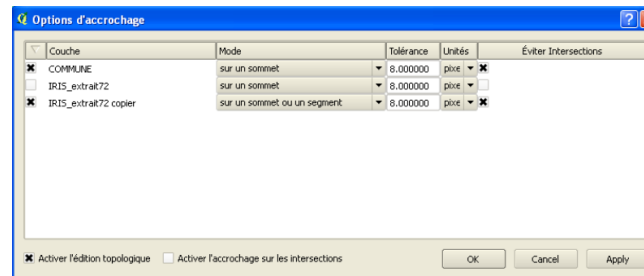 Options d'accrochage
Couche Mode Tolérance Unités Éviter Intersections
COMMUNE sur un sommet 8.000000 pixe
IRIS_extrait72 sur un sommet 8.000000 pixe
IRIS_extrait72 copier sur un sommet ou un segment 8.000000 pixe
Activer l'édition topologique Activer l'accrochage sur les intersections OK Cancel Apply